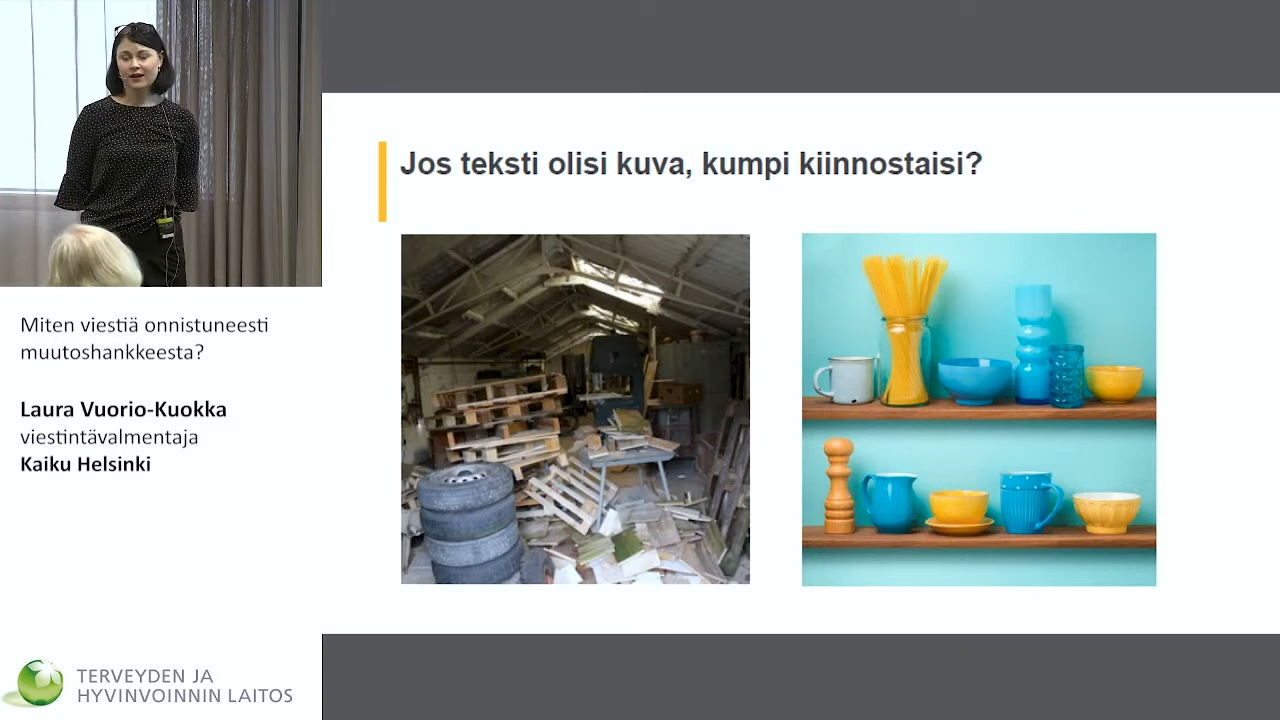 Jos teksti olisi kuva, kumpi kiinnostaisi?
Miten viestiä onnistuneesti
muutoshankkeesta?
Laura Vuorio-Kuokka
viestintävalmentaja
Kaiku Helsinki
TERVEYDEN JA
HYVINVOINNIN LAITOS